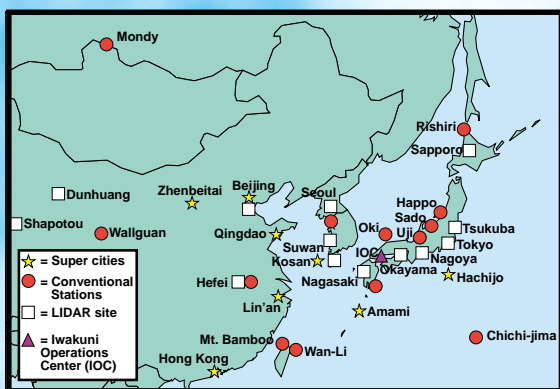 Mondy
Rishiri
Sapporo
Dunhuang
Zhenbeitai
Beijing
Seoul
Happo
Sado
Oki
Uji
Tsukuba
Shapotou
Wallguan
Qingdao
Suwan
IOC
Tokyo
Kosan
Nagoya
Okayama
Hachijo
Nagasaki
Hefei
Lin'an
Amami
Mt. Bamboo
Wan-Li
Chichi-jima
Hong Kong
= Super cities
= Conventional
Stations
= LIDAR site
= Iwakuni
Operations
Center (IOC)